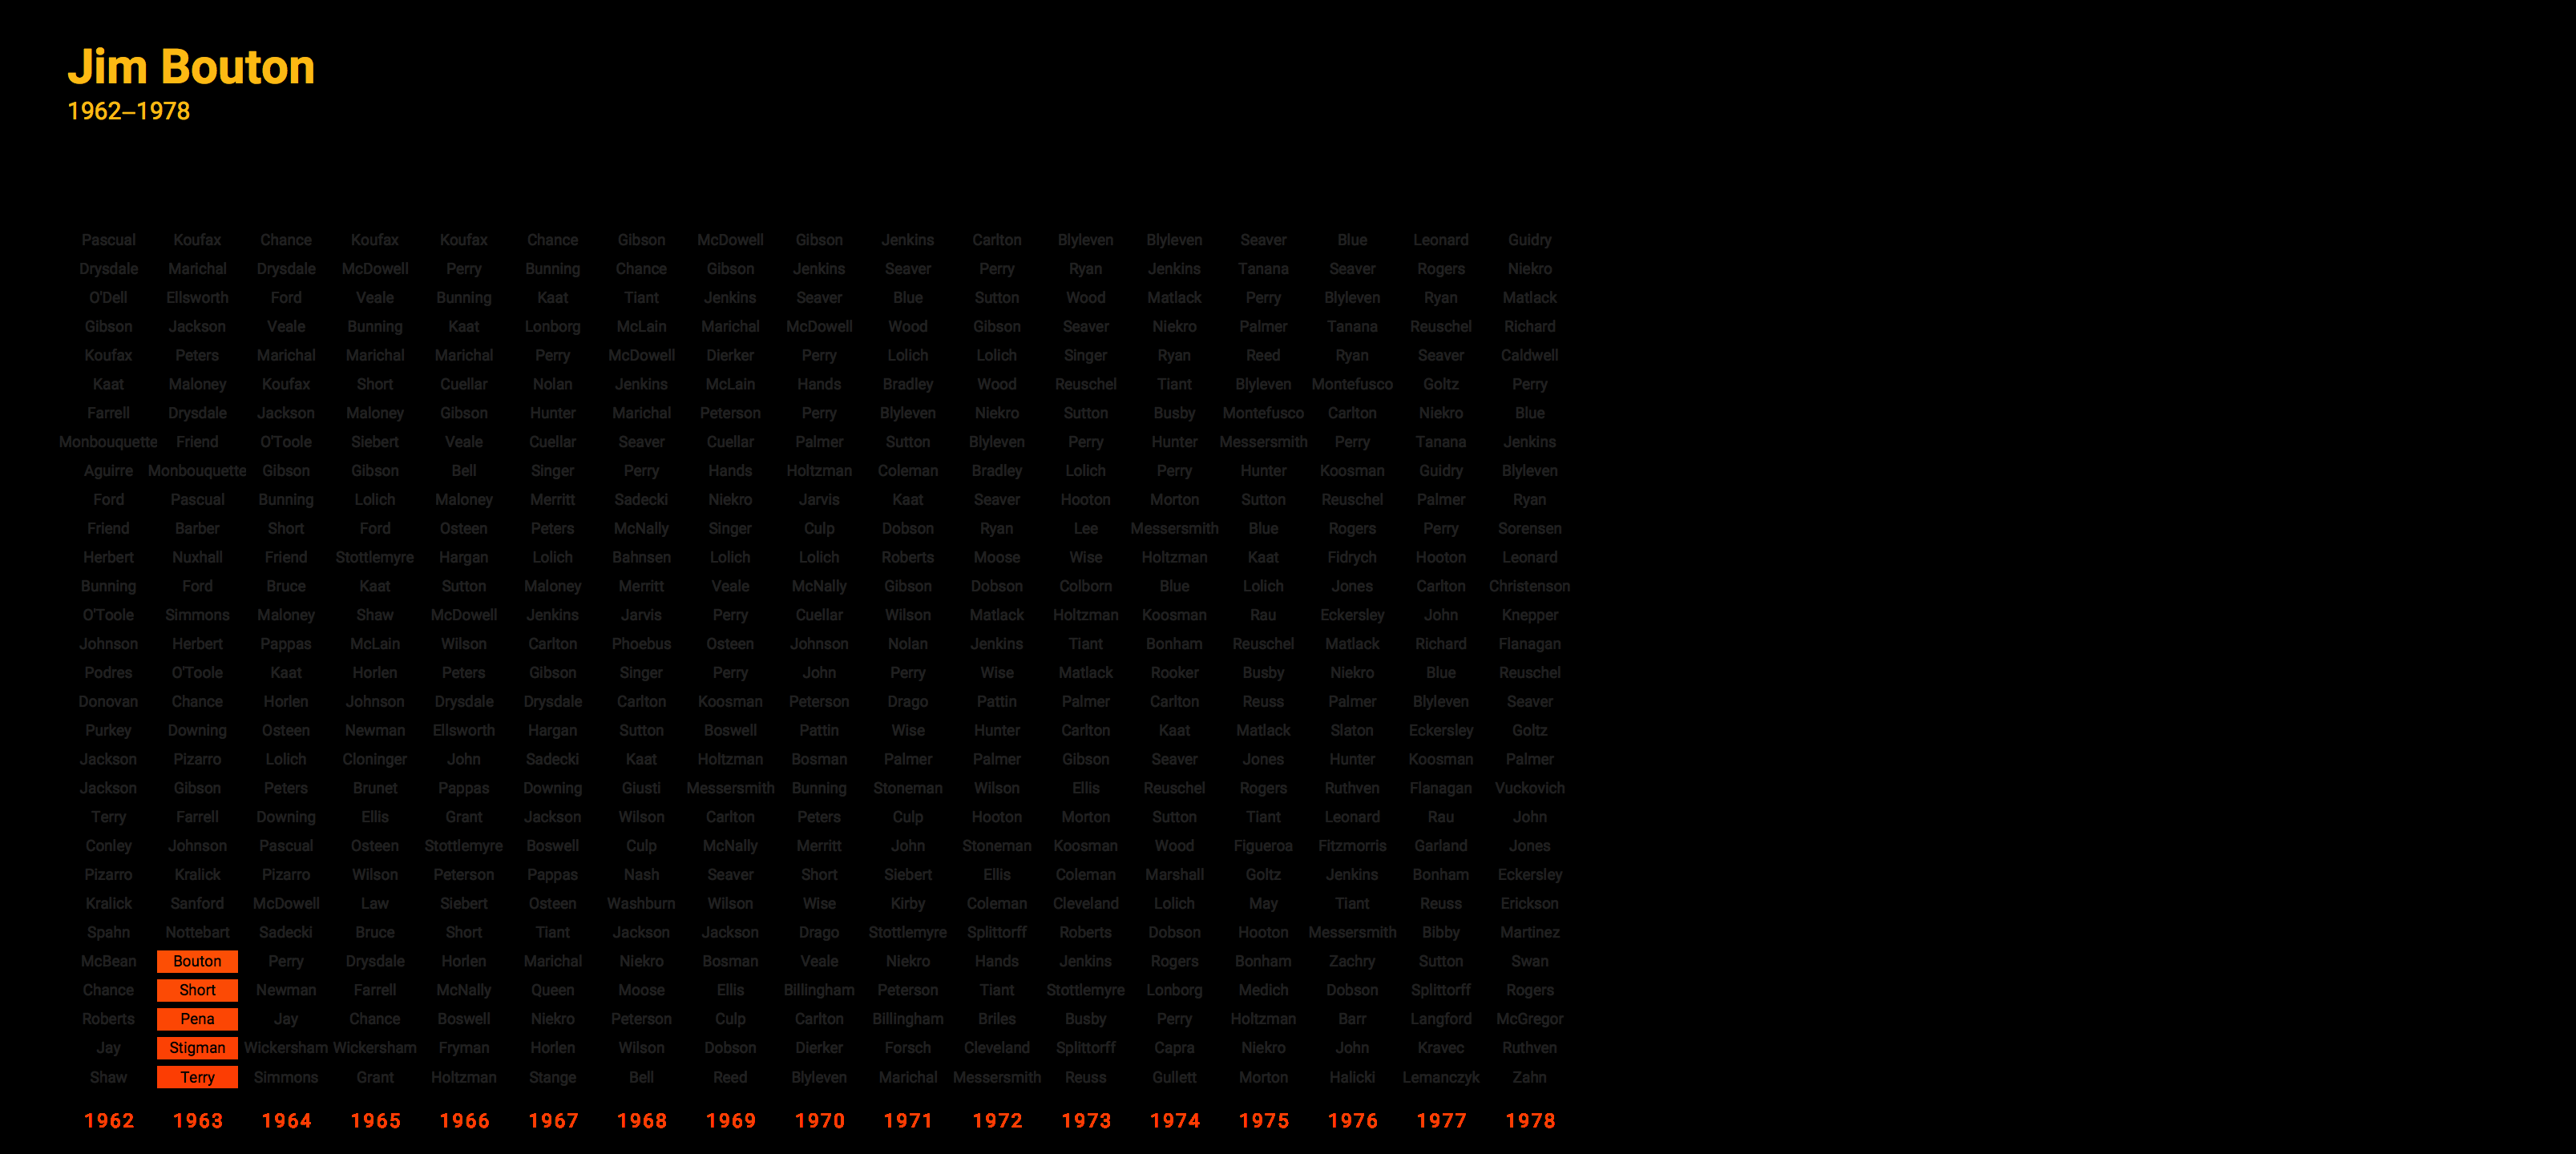 Jim Bouton
1962–1978
Pascual Koufax Chance Koufax Koufax Chance Gibson McDowell Gibson Jenkins Carlton Blyleven Blyleven Seaver Blue Leonard Guidry
Drysdale Marichal Drysdale McDowell Perry Bunning Chance Gibson Jenkins Seaver Perry Ryan Jenkins Tanana Seaver Rogers Niekro
O'Dell Ellsworth Ford Veale Bunning Kaat Tiant Jenkins Seaver Blue Sutton Wood Matlack Perry Blyleven Ryan Matlack
Gibson Jackson Veale Bunning Kaat Lonborg McLain Marichal McDowell Wood Gibson Seaver Niekro Palmer Tanana Reuschel Richard
Koufax Peters Marichal Marichal Marichal Perry McDowell Dierker Perry Lolich Lolich Singer Ryan Reed Ryan Seaver Caldwell
Kaat Maloney Koufax Short Cuellar Nolan Jenkins McLain Hands Bradley Wood Reuschel Tiant Blyleven Montefusco Goltz Perry
Farrell Drysdale Jackson Maloney Gibson Hunter Marichal Peterson Perry Blyleven Niekro Sutton Busby Montefusco Carlton Niekro Blue
Monbouquette Friend O'Toole Siebert Veale Cuellar Seaver Cuellar Palmer Sutton Blyleven Perry Hunter Messersmith Perry Tanana Jenkins
Aguirre Monbouquette Gibson Gibson Bell Singer Perry Hands Holtzman Coleman Bradley Lolich Perry Hunter Koosman Guidry Blyleven
Ford Pascual Bunning Lolich Maloney Merritt Sadecki Niekro Jarvis Kaat Seaver Hooton Morton Sutton Reuschel Palmer Ryan
Friend Barber Short Ford Osteen Peters McNally Singer Culp Dobson Ryan Lee Messersmith Blue Rogers Perry Sorensen
Herbert Nuxhall Friend Stottlemyre Hargan Lolich Bahnsen Lolich Lolich Roberts Moose Wise Holtzman Kaat Fidrych Hooton Leonard
Bunning Ford Bruce Kaat Sutton Maloney Merritt Veale McNally Gibson Dobson Colborn Blue Lolich Jones Carlton Christenson
O'Toole Simmons Maloney Shaw McDowell Jenkins Jarvis Perry Cuellar Wilson Matlack Holtzman Koosman Rau Eckersley John Knepper
Johnson Herbert Pappas McLain Wilson Carlton Phoebus Osteen Johnson Nolan Jenkins Tiant Bonham Reuschel Matlack Richard Flanagan
Podres O'Toole Kaat Horlen Peters Gibson Singer Perry John Perry Wise Matlack Rooker Busby Niekro Blue Reuschel
Donovan Chance Horlen Johnson Drysdale Drysdale Carlton Koosman Peterson Drago Pattin Palmer Carlton Reuss Palmer Blyleven Seaver
Purkey Downing Osteen Newman Ellsworth Hargan Sutton Boswell Pattin Wise Hunter Carlton Kaat Matlack Slaton Eckersley Goltz
Jackson Pizarro Lolich Cloninger John Sadecki Kaat Holtzman Bosman Palmer Palmer Gibson Seaver Jones Hunter Koosman Palmer
Jackson Gibson Peters Brunet Pappas Downing Giusti Messersmith Bunning Stoneman Wilson Ellis Reuschel Rogers Ruthven Flanagan Vuckovich
Terry Farrell Downing Ellis Grant Jackson Wilson Carlton Peters Culp Hooton Morton Sutton Tiant Leonard Rau John
Conley Johnson Pascual Osteen Stottlemyre Boswell Culp McNally Merritt John Stoneman Koosman Wood Figueroa Fitzmorris Garland Jones
Pizarro Kralick Pizarro Wilson Peterson Pappas Nash Seaver Short Siebert Ellis Coleman Marshall Goltz Jenkins Bonham Eckersley
Kralick Sanford McDowell Law Siebert Osteen Washburn Wilson Wise Kirby Coleman Cleveland Lolich May Tiant Reuss Erickson
Spahn Nottebart Sadecki Bruce Short Tiant Jackson Jackson Drago Stottlemyre Splittorff Roberts Dobson Hooton Messersmith Bibby Martinez
McBean Bouton Perry Drysdale Horlen Marichal Niekro Bosman Veale Niekro Hands Jenkins Rogers Bonham Zachry Sutton Swan
Chance Short Newman Farrell McNally Queen Moose Ellis Billingham Peterson Tiant Stottlemyre Lonborg Medich Dobson Splittorff Rogers
Roberts Pena Jay Chance Boswell Niekro Peterson Culp Carlton Billingham Briles Busby Perry Holtzman Barr Langford McGregor
Jay Stigman Wickersham Wickersham Fryman Horlen Wilson Dobson Dierker Forsch Cleveland Splittorff Capra Niekro John Kravec Ruthven
Shaw Terry Simmons Grant Holtzman Stange Bell Reed Blyleven Marichal Messersmith Reuss Gullett Morton Halicki Lemanczyk Zahn
1962 1963 1964 1965 1966 1967 1968 1969 1970 1971 1972 1973 1974 1975 1976 1977 1978